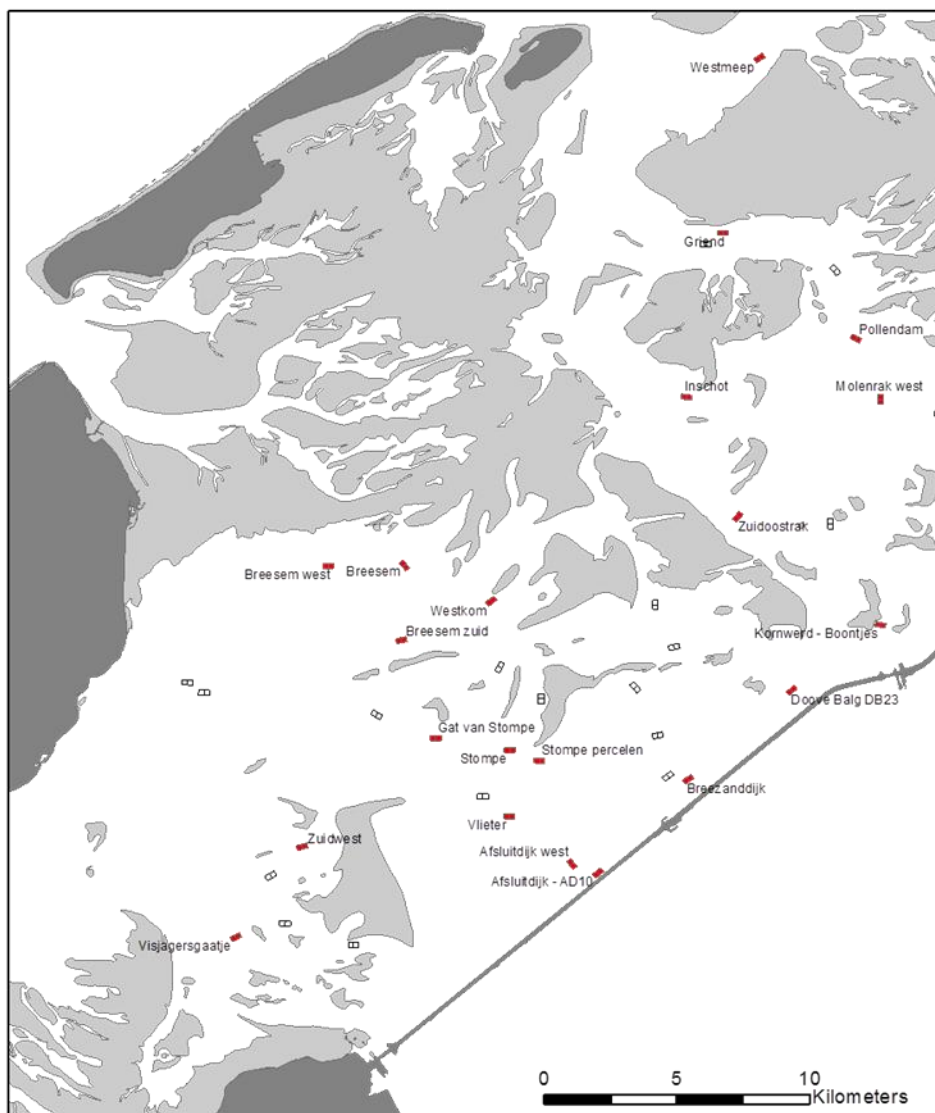 Westmeep
Griend
Pollendam
Inschot
Molenrak west
Zuidoostrak
Breesem west
Breesem
Westkom
Kornwerd - Boontjes
Breesem zuid
Doove Balg DB23
Gat van Stompe
Stompe
Stompe percelen
Breezanddijk
Vlieter
Zuidwest
Afsluitdijk west
Afsluitdijk - AD10
Visjagersgaatje
0 5 10
Kilometers